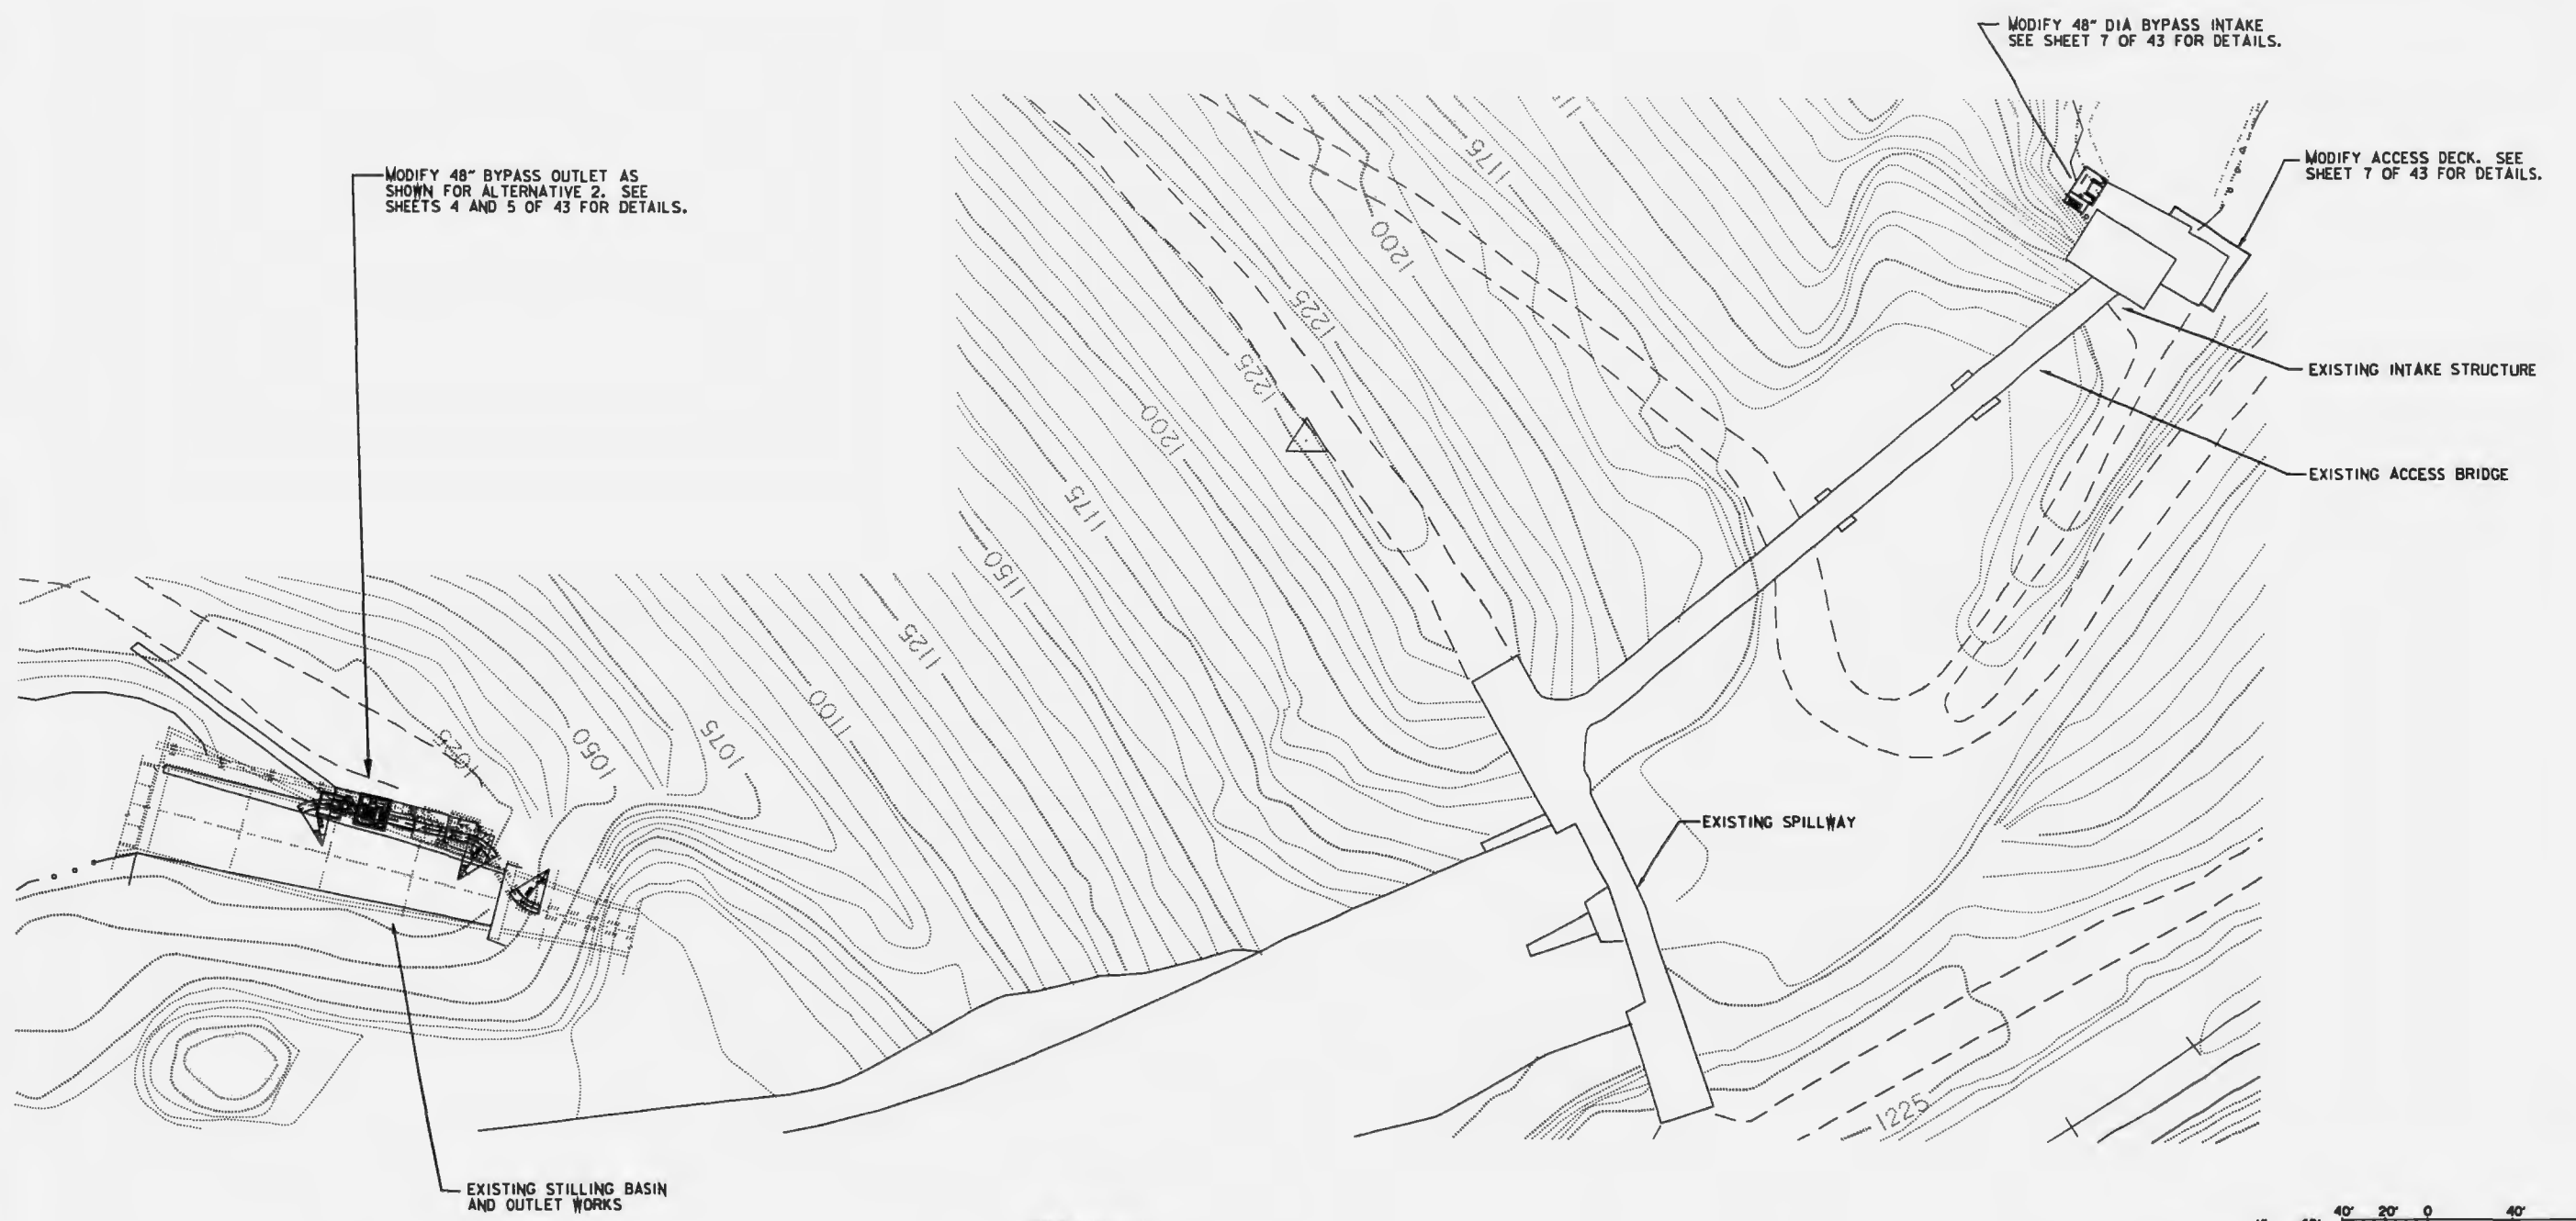 MODIFY 48" DIA BYPASS INTAKE
SEE SHEET 7 OF 43 FOR DETAILS.
MODIFY ACCESS DECK. SEE
SHEET 7 OF 43 FOR DETAILS.
MODIFY 48" BYPASS OUTLET AS
SHOWN FOR ALTERNATIVE 2. SEE
SHEETS 4 AND 5 OF 43 FOR DETAILS.
1175
1200
1225
1225
1200
1175
1150
1125
1100
1075
1050
1025
EXISTING INTAKE STRUCTURE
EXISTING ACCESS BRIDGE
EXISTING SPILLWAY
1225
EXISTING STILLING BASIN
AND OUTLET WORKS
40' 20' 0 40'